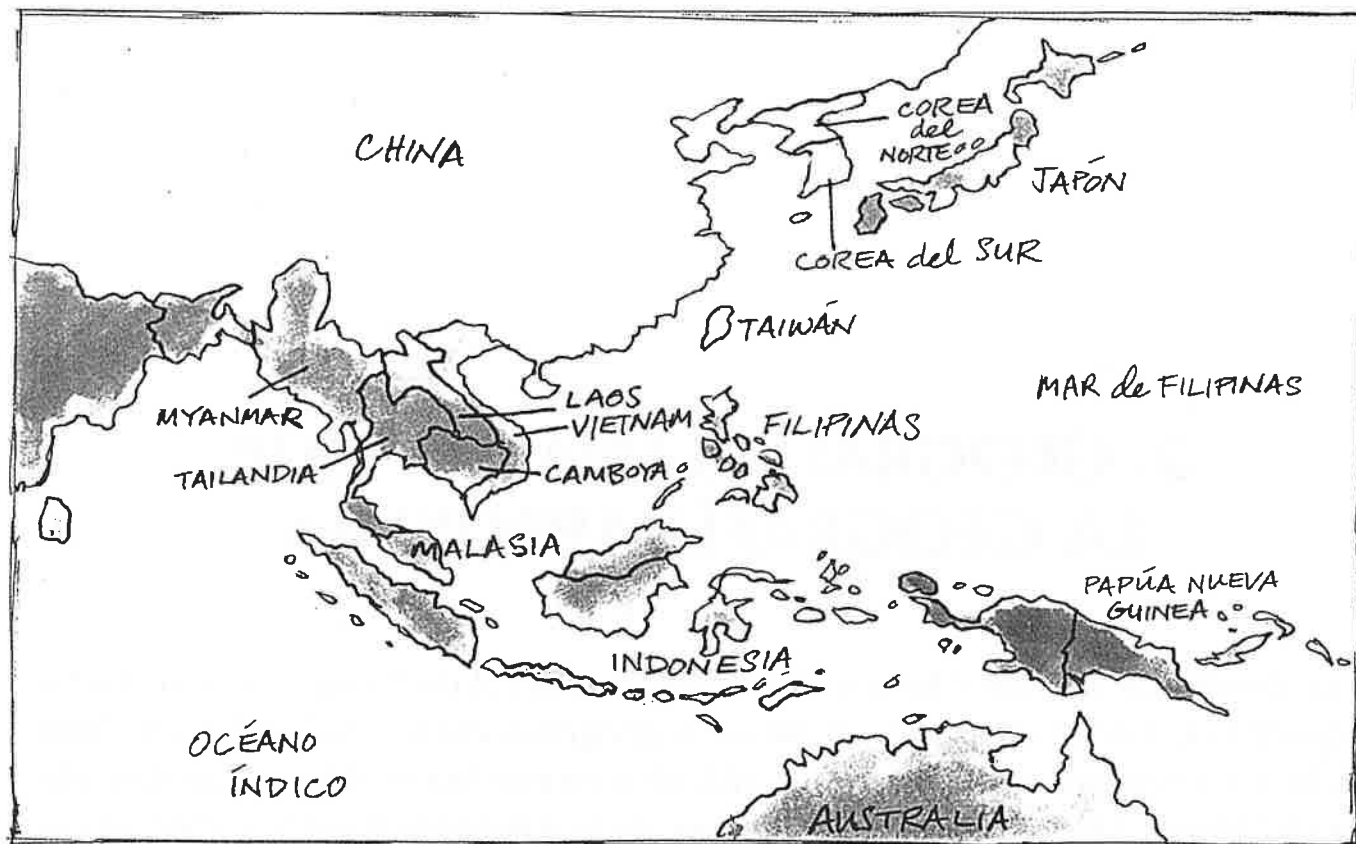 CHINA
COREA
del
NORTE
JAPÓN
COREA del SUR
TAIWÁN
MAR de FILIPINAS
LAOS
MYANMAR
VIETNAM
FILIPINAS
TAILANDIA
CAMBOYA
MALASIA
PAPÚA NUEVA
GUINEA
INDONESIA
OCÉANO
ÍNDICO
AUSTRALIA